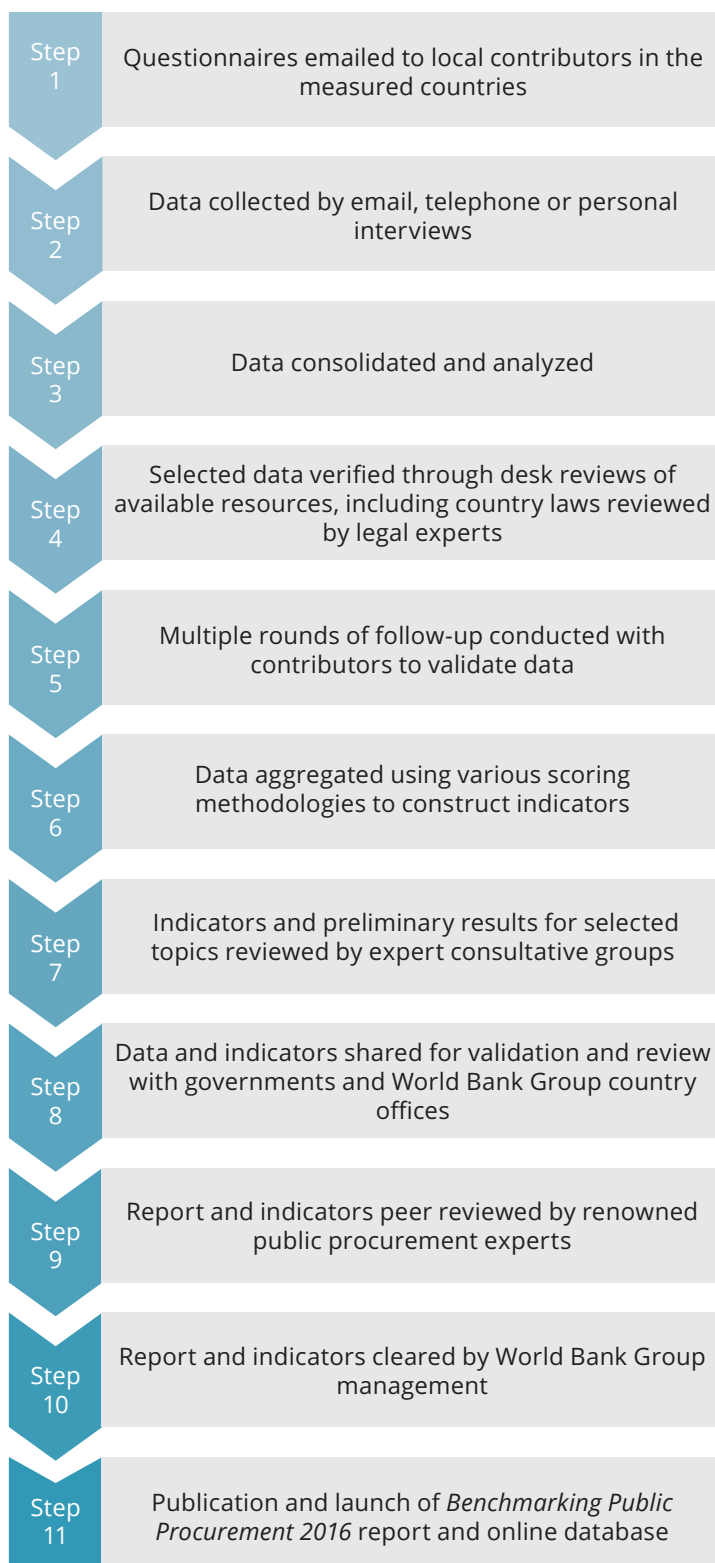 Step
1
Questionnaires emailed to local contributors in the
measured countries
Step
2
Data collected by email, telephone or personal
interviews
Step
3
Data consolidated and analyzed
Step
4
Selected data verified through desk reviews of
available resources, including country laws reviewed
by legal experts
Step
5
Multiple rounds of follow-up conducted with
contributors to validate data
Step
6
Data aggregated using various scoring
methodologies to construct indicators
Step
7
Indicators and preliminary results for selected
topics reviewed by expert consultative groups
Step
8
Data and indicators shared for validation and review
with governments and World Bank Group country
offices
Step
9
Report and indicators peer reviewed by renowned
public procurement experts
Step
10
Report and indicators cleared by World Bank Group
management
Step
11
Publication and launch of Benchmarking Public
Procurement 2016 report and online database